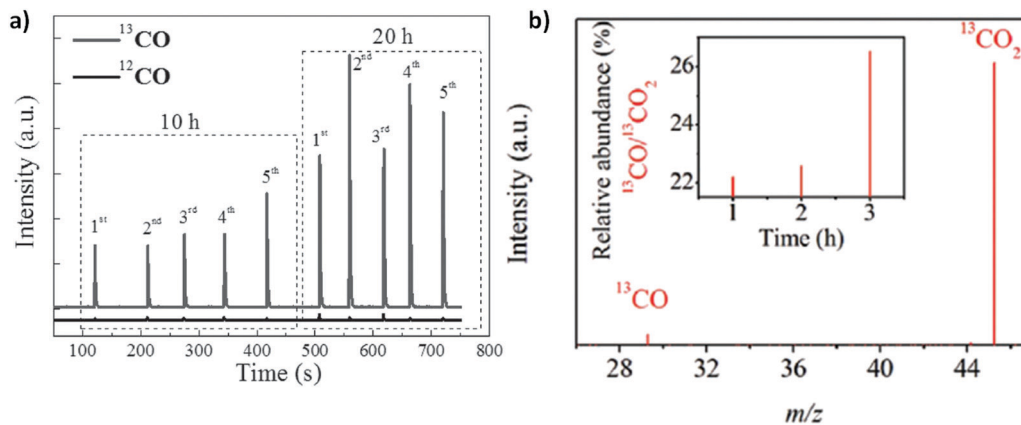 a)
¹³CO
¹²CO
10 h
20 h
1ˢᵗ
2ⁿᵈ
3ʳᵈ
4ᵗʰ
5ᵗʰ
1ˢᵗ
2ⁿᵈ
3ʳᵈ
4ᵗʰ
5ᵗʰ
Intensity (a.u.)
100 200 300 400 500 600 700 800
Time (s)
b)
Intensity (a.u.)
¹³CO₂
Relative abundance (%)
¹³CO/¹³CO₂
26
24
22
1 2 3
Time (h)
¹³CO
28 32 36 40 44
m/z